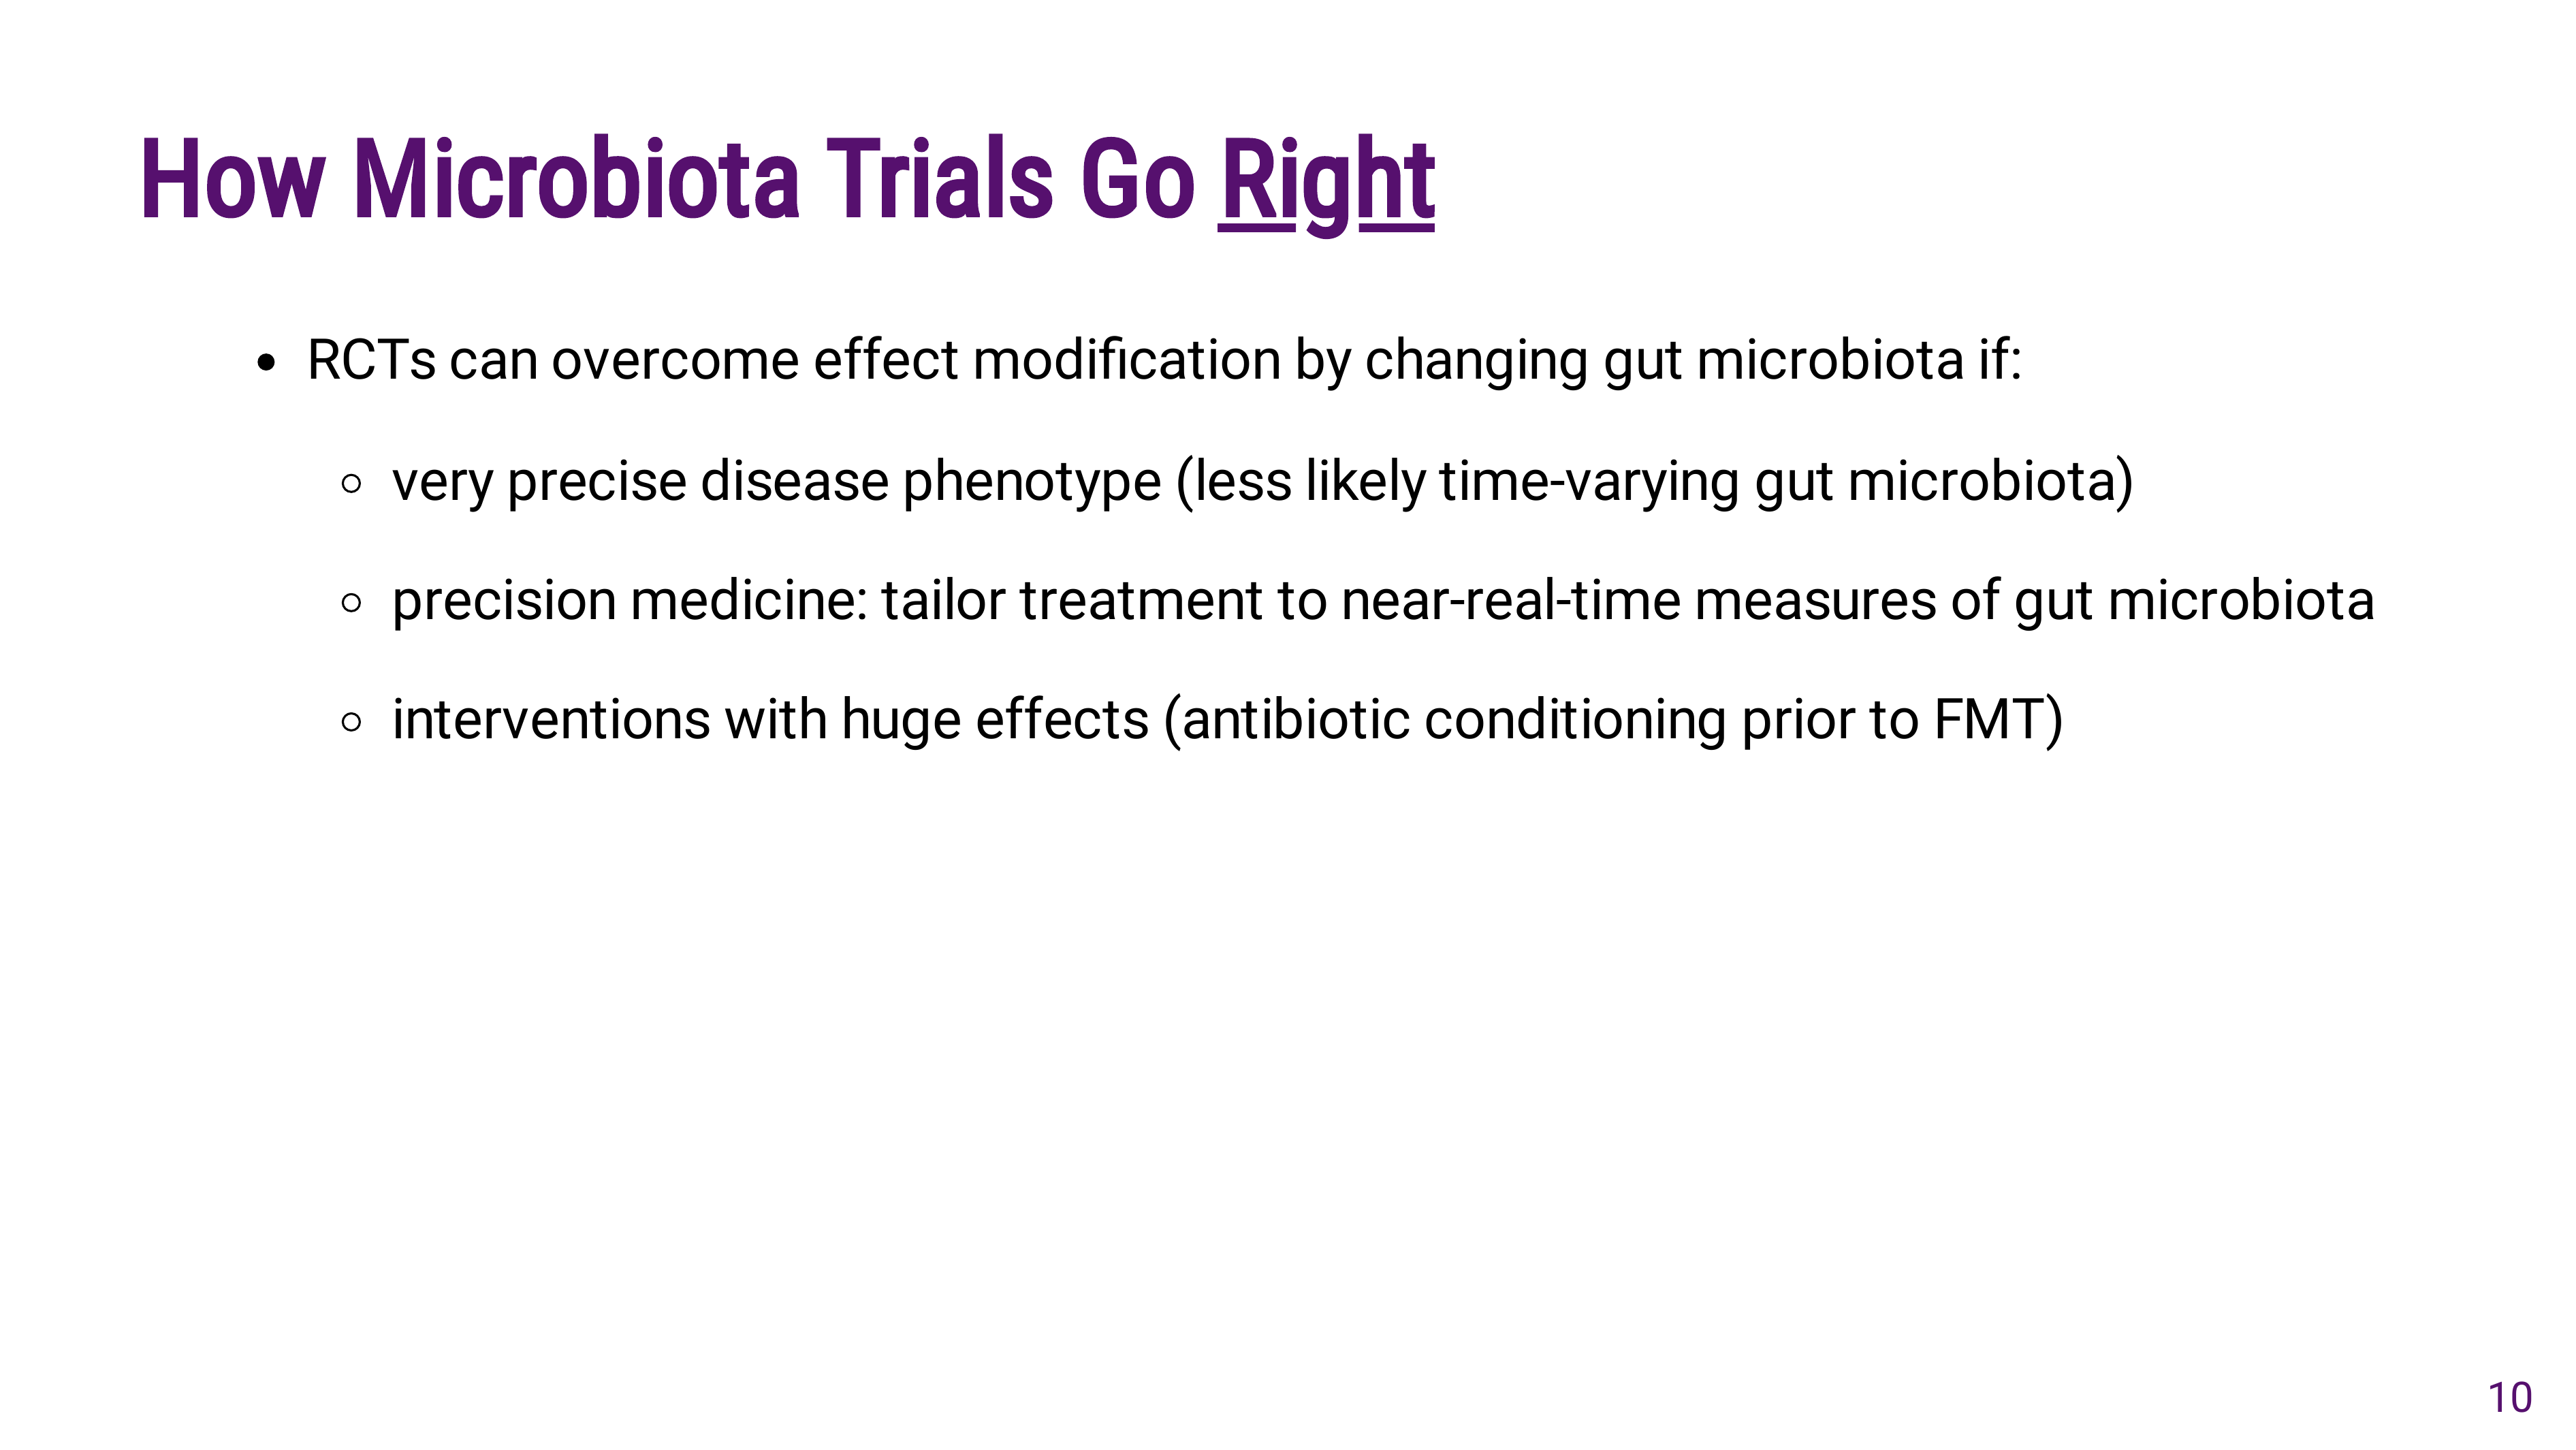 How Microbiota Trials Go Right
• RCTs can overcome effect modification by changing gut microbiota if:
○ very precise disease phenotype (less likely time-varying gut microbiota)
○ precision medicine: tailor treatment to near-real-time measures of gut microbiota
○ interventions with huge effects (antibiotic conditioning prior to FMT)
10